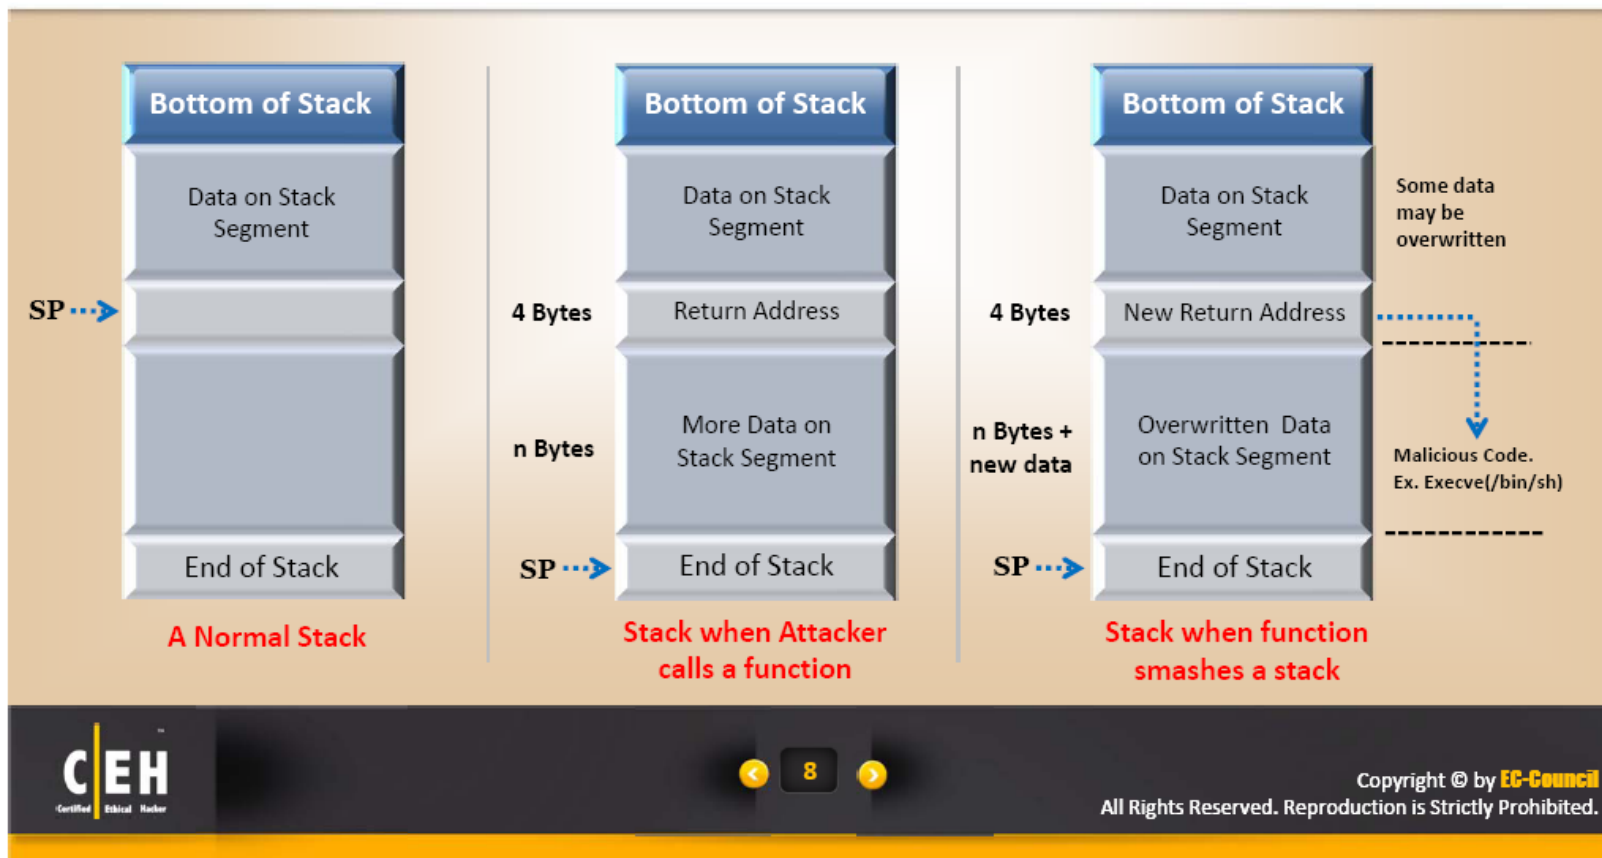 Bottom of Stack
Data on Stack
Segment
SP
End of Stack
A Normal Stack
Bottom of Stack
Data on Stack
Segment
4 Bytes
Return Address
n Bytes
More Data on
Stack Segment
SP
End of Stack
Stack when Attacker
calls a function
Bottom of Stack
Data on Stack
Segment
Some data
may be
overwritten
4 Bytes
New Return Address
n Bytes +
new data
Overwritten Data
on Stack Segment
Malicious Code.
Ex. Execve(/bin/sh)
SP
End of Stack
Stack when function
smashes a stack
C|EH
Certified Ethical Hacker
8
Copyright © by EC-Council
All Rights Reserved. Reproduction is Strictly Prohibited.